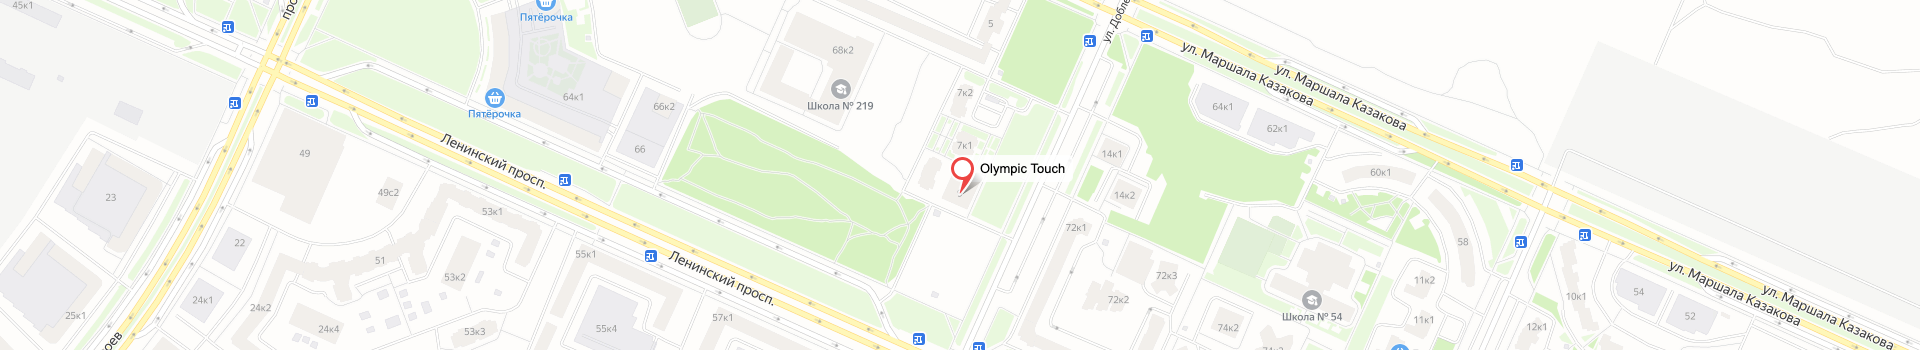 45к1
прос
Пятёрочка
5
ул. Добле
ул. Маршала Казакова
ул. Маршала Казакова
68к2
Школа № 219
7к2
64к1
66к2
Пятёрочка
64к1
62к1
49
Ленинский просп.
66
7к1
14к1
Olympic Touch
60к1
23
49с2
53к1
14к2
22
51
53к2
55к1
Ленинский просп.
72к1
72к3
58
11к2
ул. Маршала Казакова
ул. Маршала Казакова
24к1
24к2
72к2
Школа № 54
10к1
54
52
25к1
24к4
53к3
55к4
57к1
74к2
11к1
12к1
роев
74к3